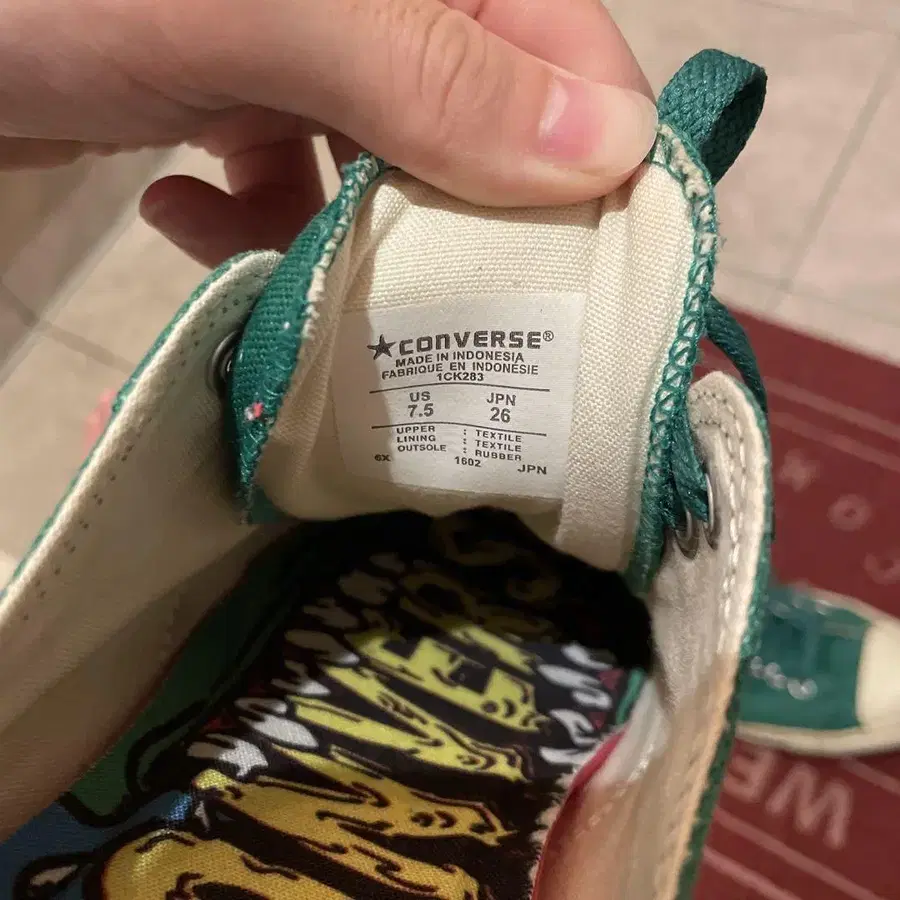 ★CONVERSE®
MADE IN INDONESIA
FABRIQUE EN INDONÉSIE
1CK283
US JPN
7.5 26
UPPER : TEXTILE
LINING : TEXTILE
OUTSOLE : RUBBER
6X 1602 JPN